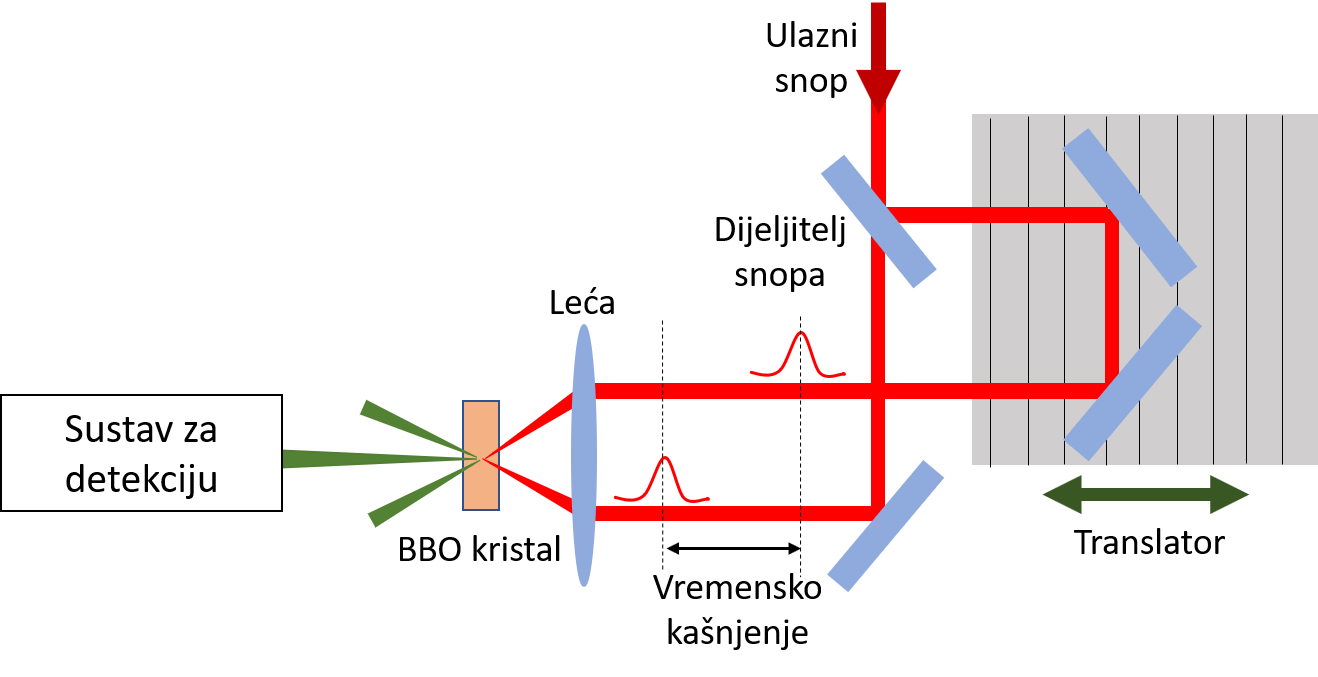 Ulazni
snop
Dijeljitelj
snopa
Leća
Sustav za
detekciju
BBO kristal
Vremensko
kašnjenje
Translator